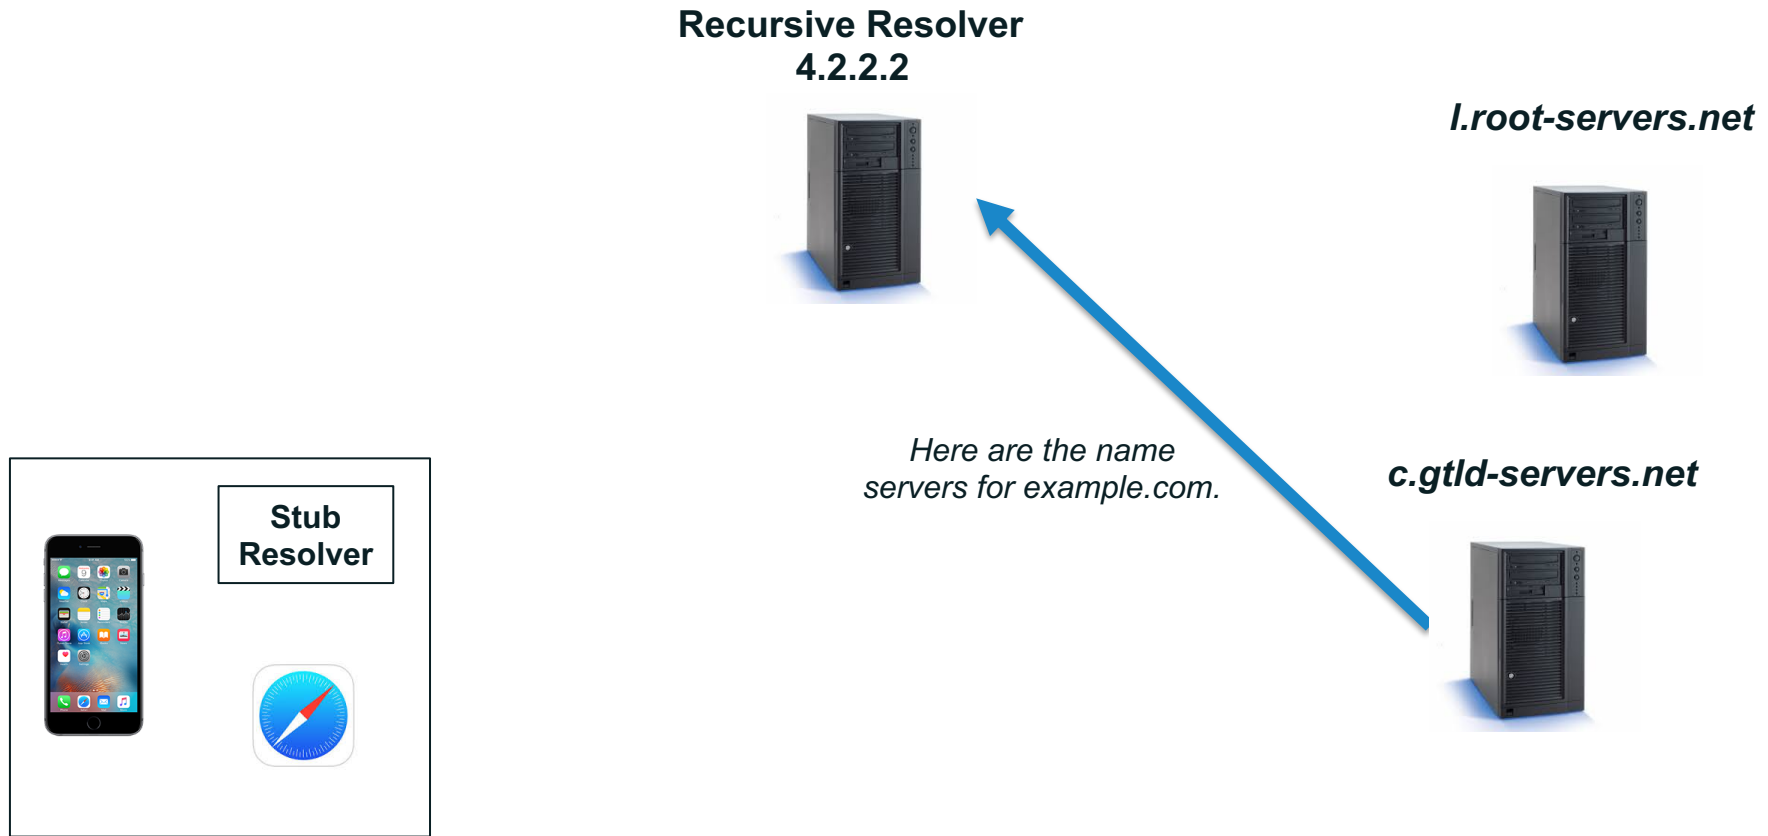 Recursive Resolver
4.2.2.2
l.root-servers.net
Here are the name
servers for example.com.
c.gtld-servers.net
Stub
Resolver